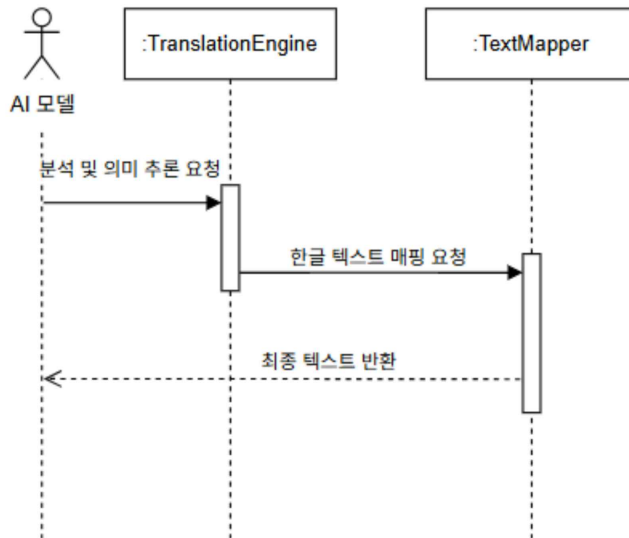 :TranslationEngine
:TextMapper
AI 모델
분석 및 의미 추론 요청
한글 텍스트 매핑 요청
최종 텍스트 반환